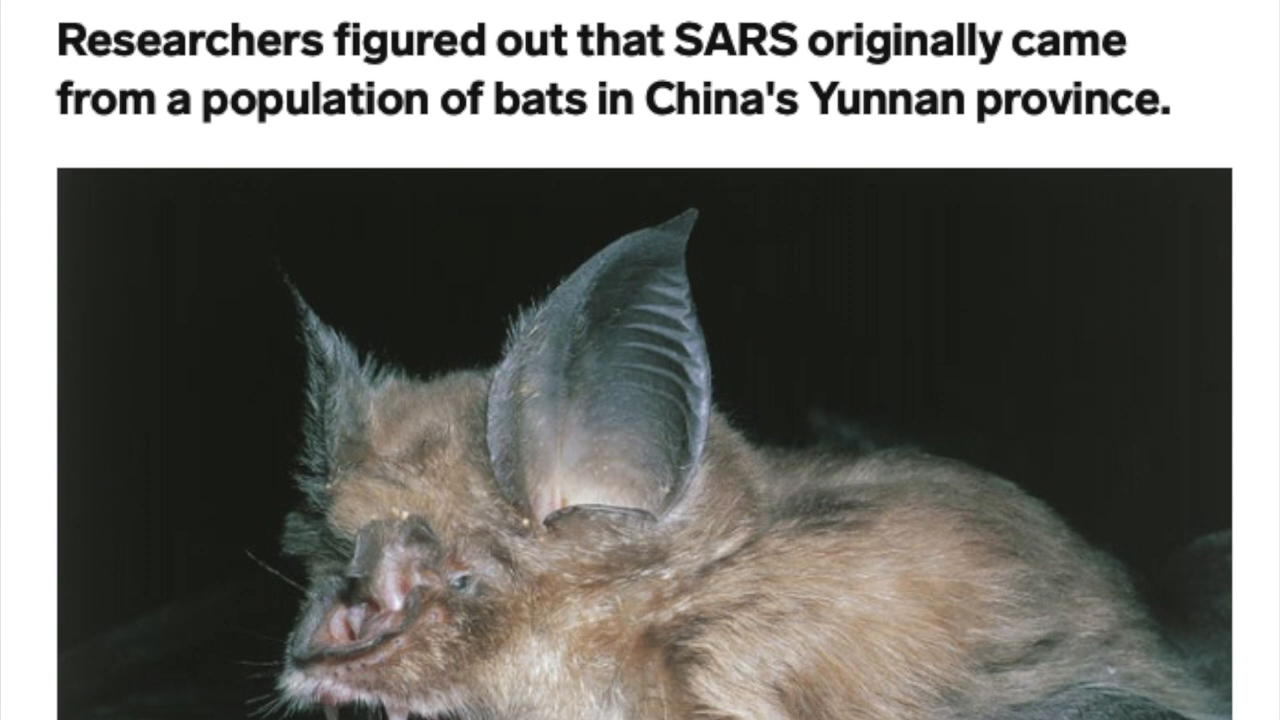 Researchers figured out that SARS originally came
from a population of bats in China's Yunnan province.